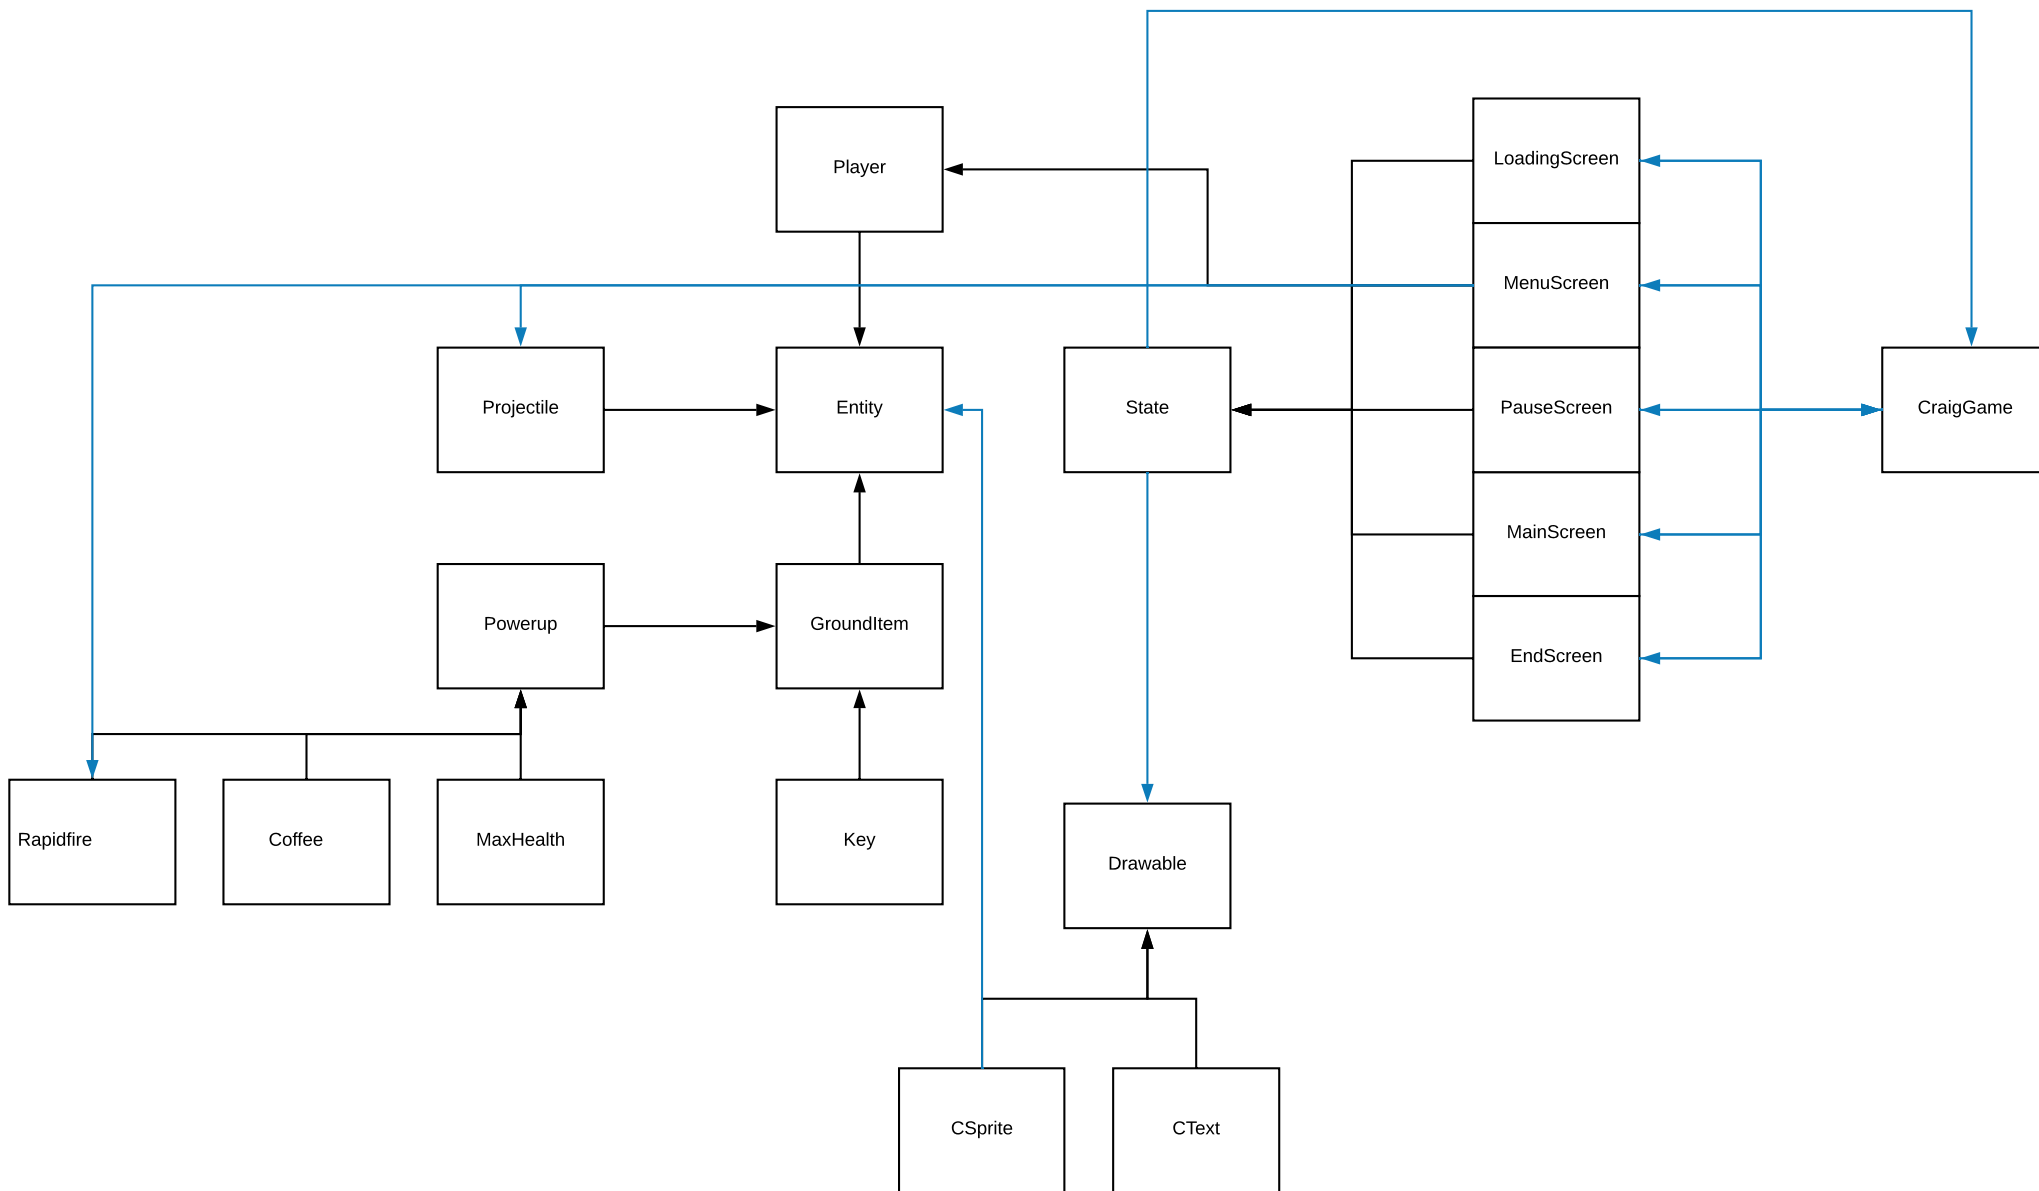 LoadingScreen
Player
MenuScreen
Projectile
Entity
State
PauseScreen
CraigGame
MainScreen
Powerup
GroundItem
EndScreen
Rapidfire
Coffee
MaxHealth
Key
Drawable
CSprite
CText